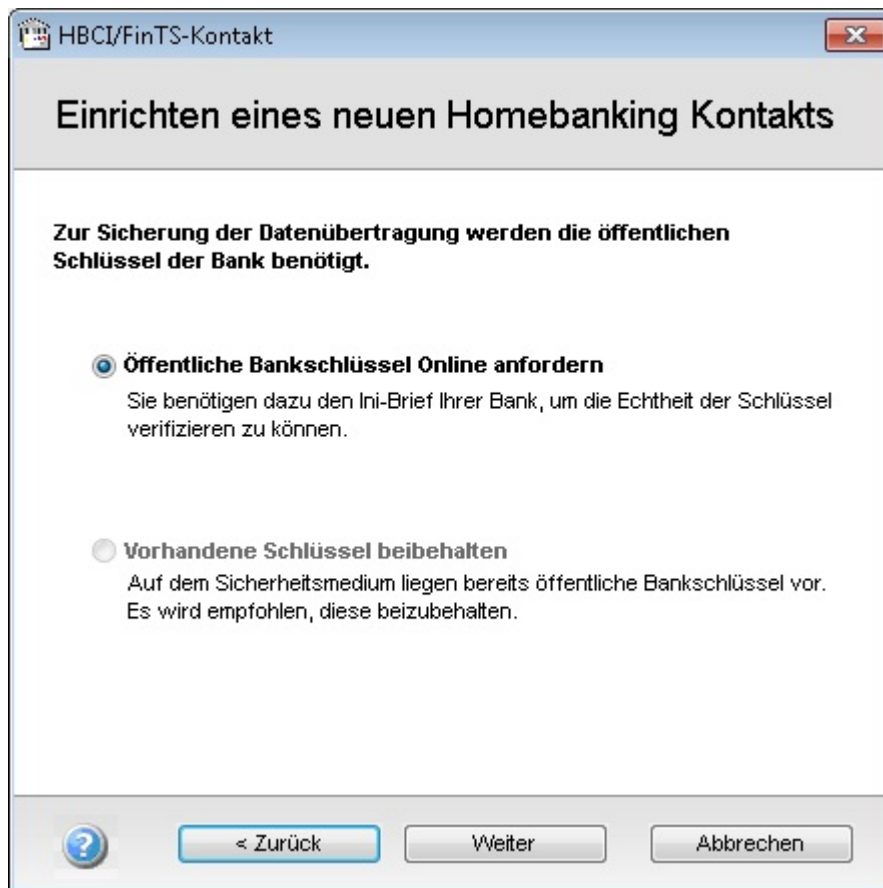 HBCI/FinTS-Kontakt
Einrichten eines neuen Homebanking Kontakts
Zur Sicherung der Datenübertragung werden die öffentlichen
Schlüssel der Bank benötigt.
Öffentliche Bankschlüssel Online anfordern
Sie benötigen dazu den Ini-Brief Ihrer Bank, um die Echtheit der Schlüssel
verifizieren zu können.
Vorhandene Schlüssel beibehalten
Auf dem Sicherheitsmedium liegen bereits öffentliche Bankschlüssel vor.
Es wird empfohlen, diese beizubehalten.
?
< Zurück
Weiter
Abbrechen